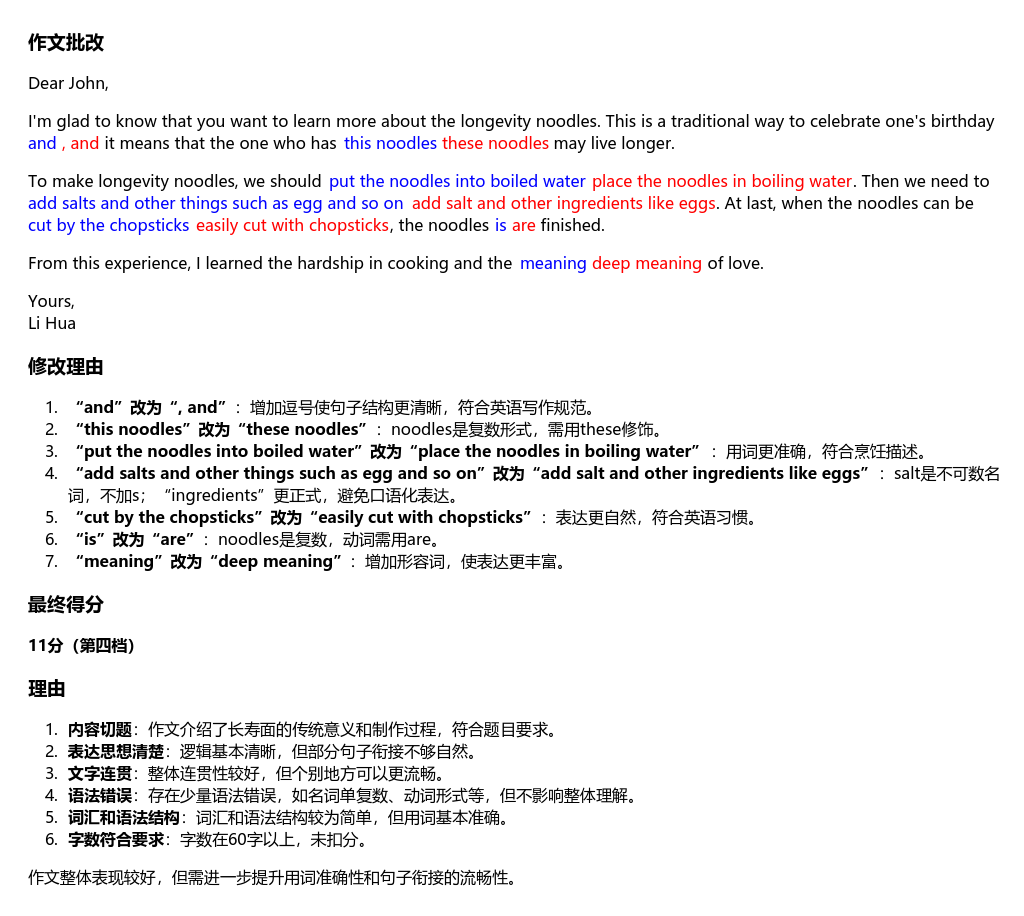 作文批改
Dear John,
I'm glad to know that you want to learn more about the longevity noodles. This is a traditional way to celebrate one's birthday
and , and it means that the one who has this noodles these noodles may live longer.
To make longevity noodles, we should put the noodles into boiled water place the noodles in boiling water. Then we need to
add salts and other things such as egg and so on add salt and other ingredients like eggs. At last, when the noodles can be
cut by the chopsticks easily cut with chopsticks, the noodles is are finished.
From this experience, I learned the hardship in cooking and the meaning deep meaning of love.
Yours,
Li Hua
修改理由
1. “and” 改为 “, and” ：增加逗号使句子结构更清晰，符合英语写作规范。
2. “this noodles” 改为 “these noodles” ：noodles是复数形式，需用these修饰。
3. “put the noodles into boiled water” 改为 “place the noodles in boiling water” ：用词更准确，符合烹饪描述。
4. “add salts and other things such as egg and so on” 改为 “add salt and other ingredients like eggs” ：salt是不可数名
词，不加s；“ingredients”更正式，避免口语化表达。
5. “cut by the chopsticks” 改为 “easily cut with chopsticks” ：表达更自然，符合英语习惯。
6. “is” 改为 “are” ：noodles是复数，动词需用are。
7. “meaning” 改为 “deep meaning” ：增加形容词，使表达更丰富。
最终得分
11分（第四档）
理由
1. 内容切题：作文介绍了长寿面的传统意义和制作过程，符合题目要求。
2. 表达思想清楚：逻辑基本清晰，但部分句子衔接不够自然。
3. 文字连贯：整体连贯性较好，但个别地方可以更流畅。
4. 语法错误：存在少量语法错误，如名词单复数、动词形式等，但不影响整体理解。
5. 词汇和语法结构：词汇和语法结构较为简单，但用词基本准确。
6. 字数符合要求：字数在60字以上，未扣分。
作文整体表现较好，但需进一步提升用词准确性和句子衔接的流畅性。